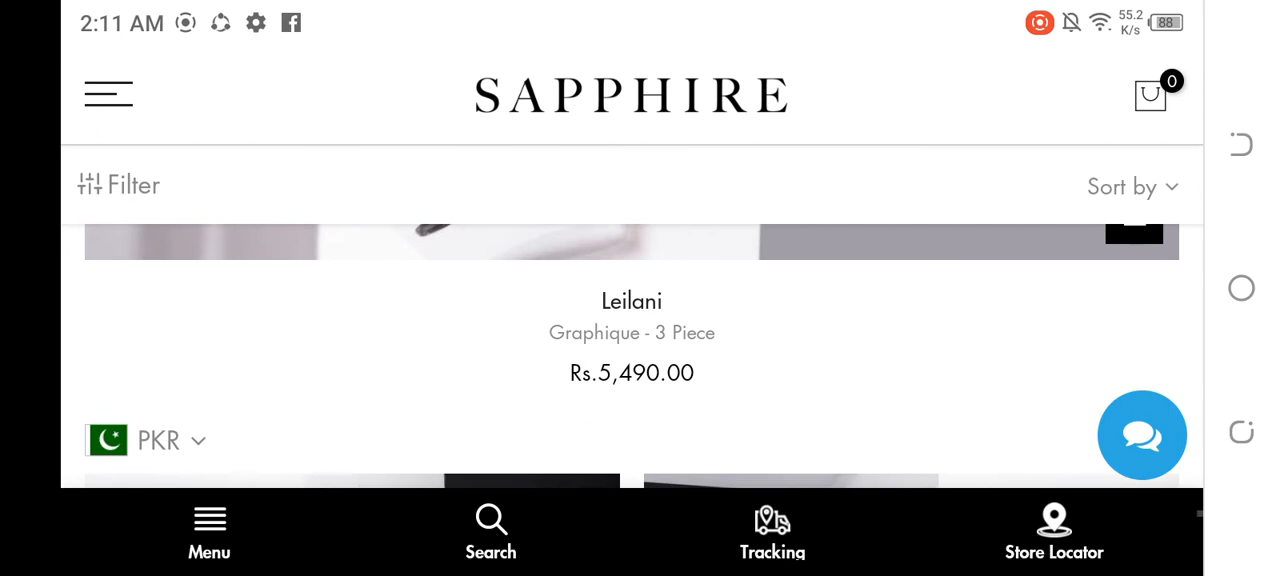 2:11 AM
55.2
K/s
88
SAPPHIRE
0
Filter
Sort by
Leilani
Graphique - 3 Piece
Rs.5,490.00
PKR
Menu
Search
Tracking
Store Locator